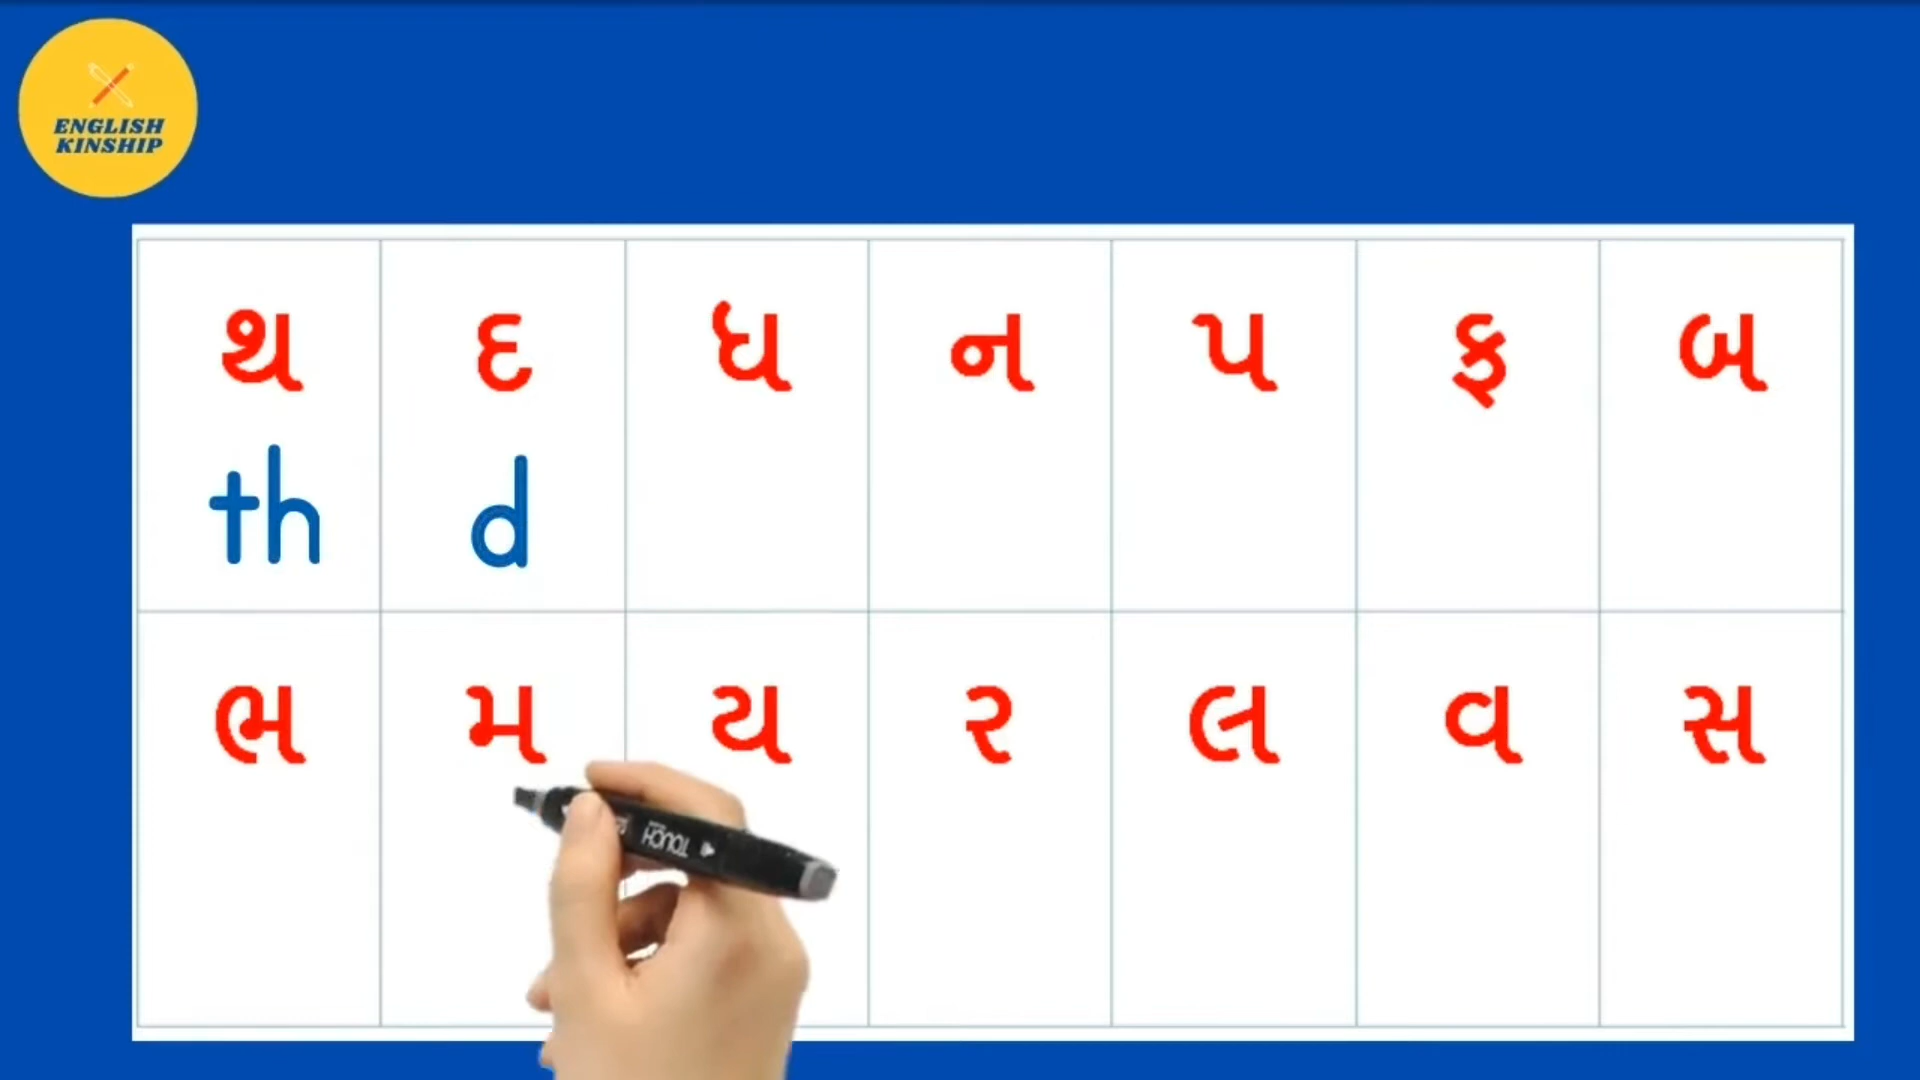 ENGLISH
KINSHIP
થ દ ધ ન પ ફ બ
th d
ભ મ ય ર લ વ સ
TOUCH